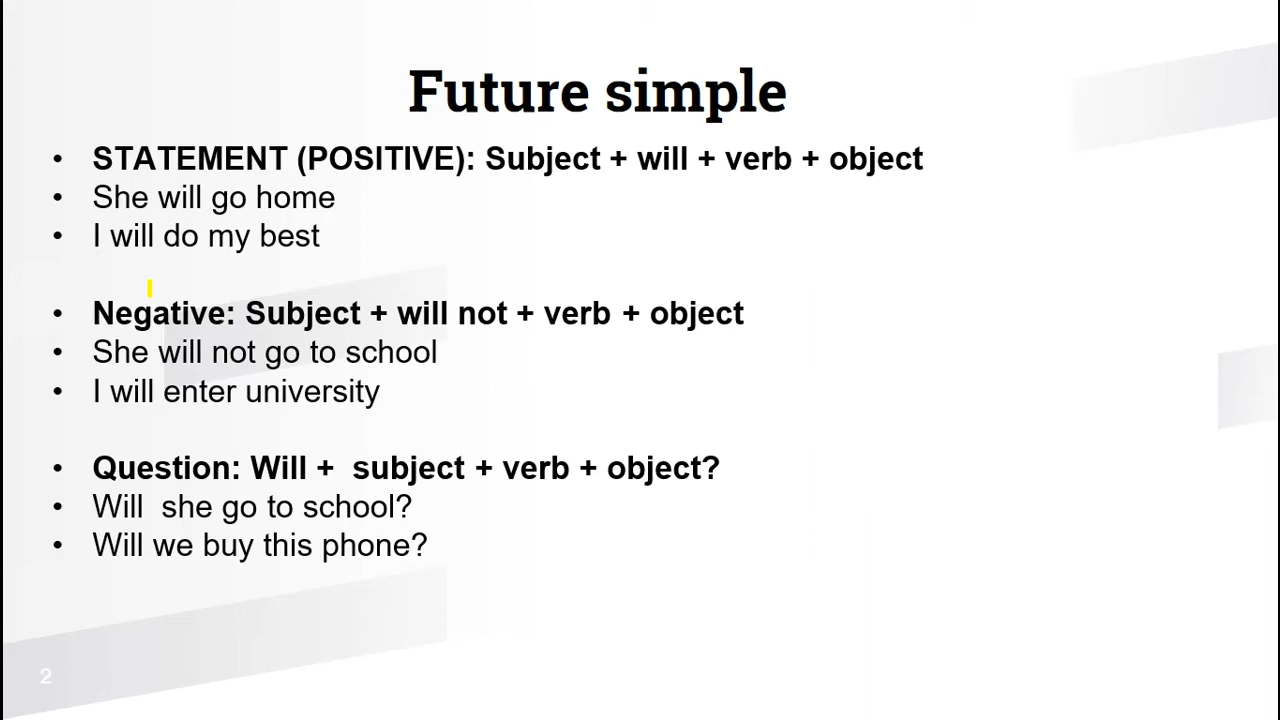 Future simple
• STATEMENT (POSITIVE): Subject + will + verb + object
• She will go home
• I will do my best
• Negative: Subject + will not + verb + object
• She will not go to school
• I will enter university
• Question: Will +  subject + verb + object?
• Will  she go to school?
• Will we buy this phone?
2